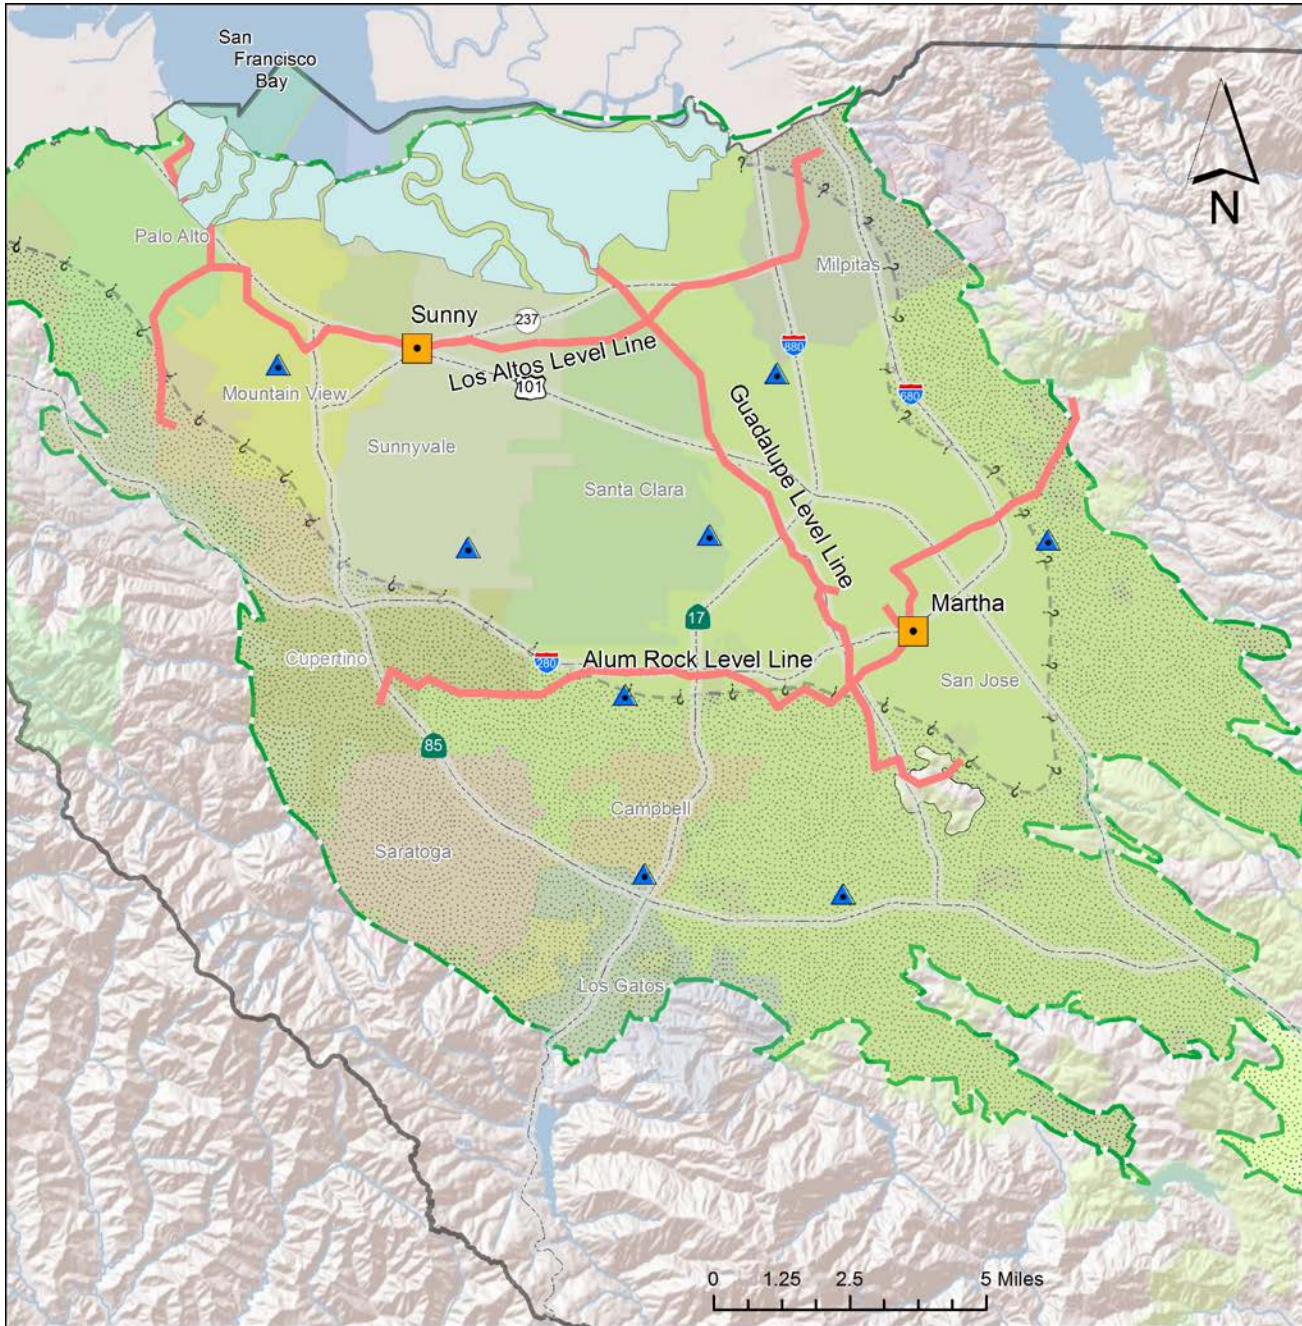 San
Francisco
Bay
N
Palo Alto
Milpitas
Sunny
237
Los Altos Level Line
880
101
680
Mountain View
Guadalupe Level Line
Sunnyvale
Santa Clara
Martha
17
Cupertino
280
Alum Rock Level Line
San Jose
85
Campbell
Saratoga
Los Gatos
0 1.25 2.5 5 Miles